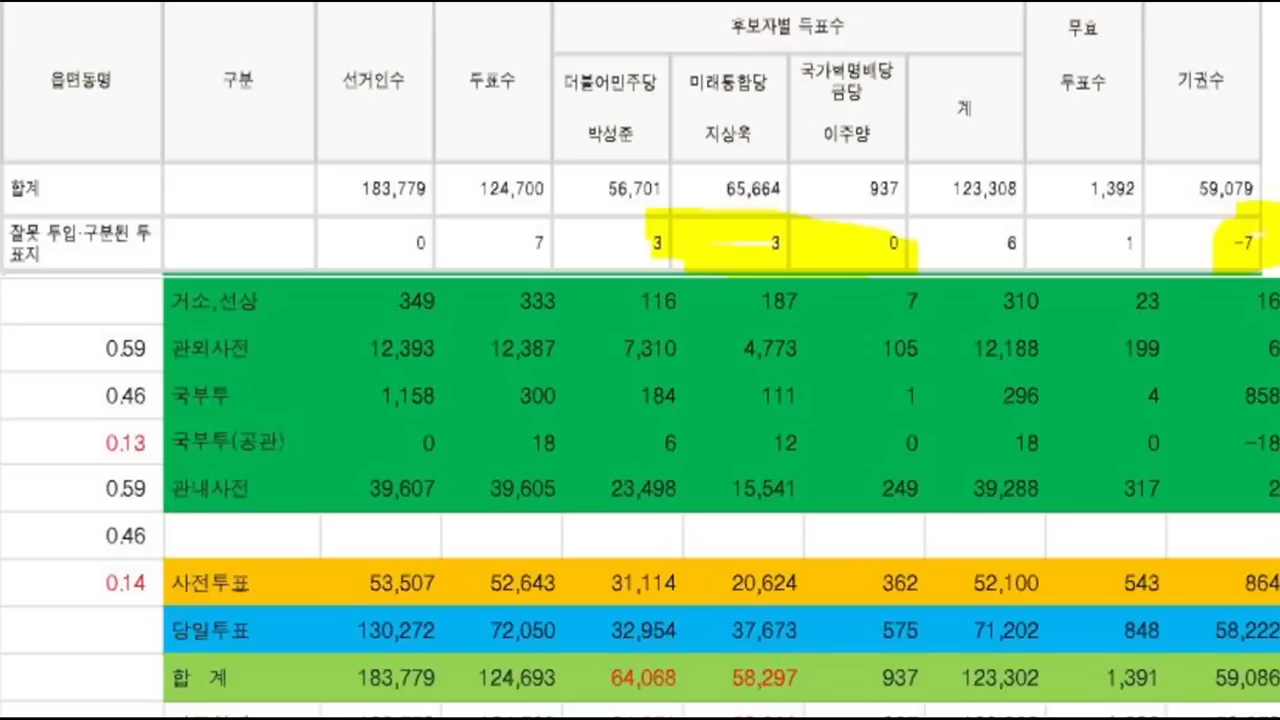 후보자별 득표수
무효
읍면동명 구분 선거인수 투표수 더불어민주당 미래통합당 국가혁명배당금당 계 투표수 기권수
박성준 지상욱 이주양
합계 183,779 124,700 56,701 65,664 937 123,308 1,392 59,079
잘못 투입·구분된 투표지 0 7 3 3 0 6 1 -7
거소,선상 349 333 116 187 7 310 23 16
0.59 관외사전 12,393 12,387 7,310 4,773 105 12,188 199 6
0.46 국부투 1,158 300 184 111 1 296 4 858
0.13 국부투(공관) 0 18 6 12 0 18 0 -18
0.59 관내사전 39,607 39,605 23,498 15,541 249 39,288 317 2
0.46
0.14 사전투표 53,507 52,643 31,114 20,624 362 52,100 543 864
당일투표 130,272 72,050 32,954 37,673 575 71,202 848 58,222
합 계 183,779 124,693 64,068 58,297 937 123,302 1,391 59,086